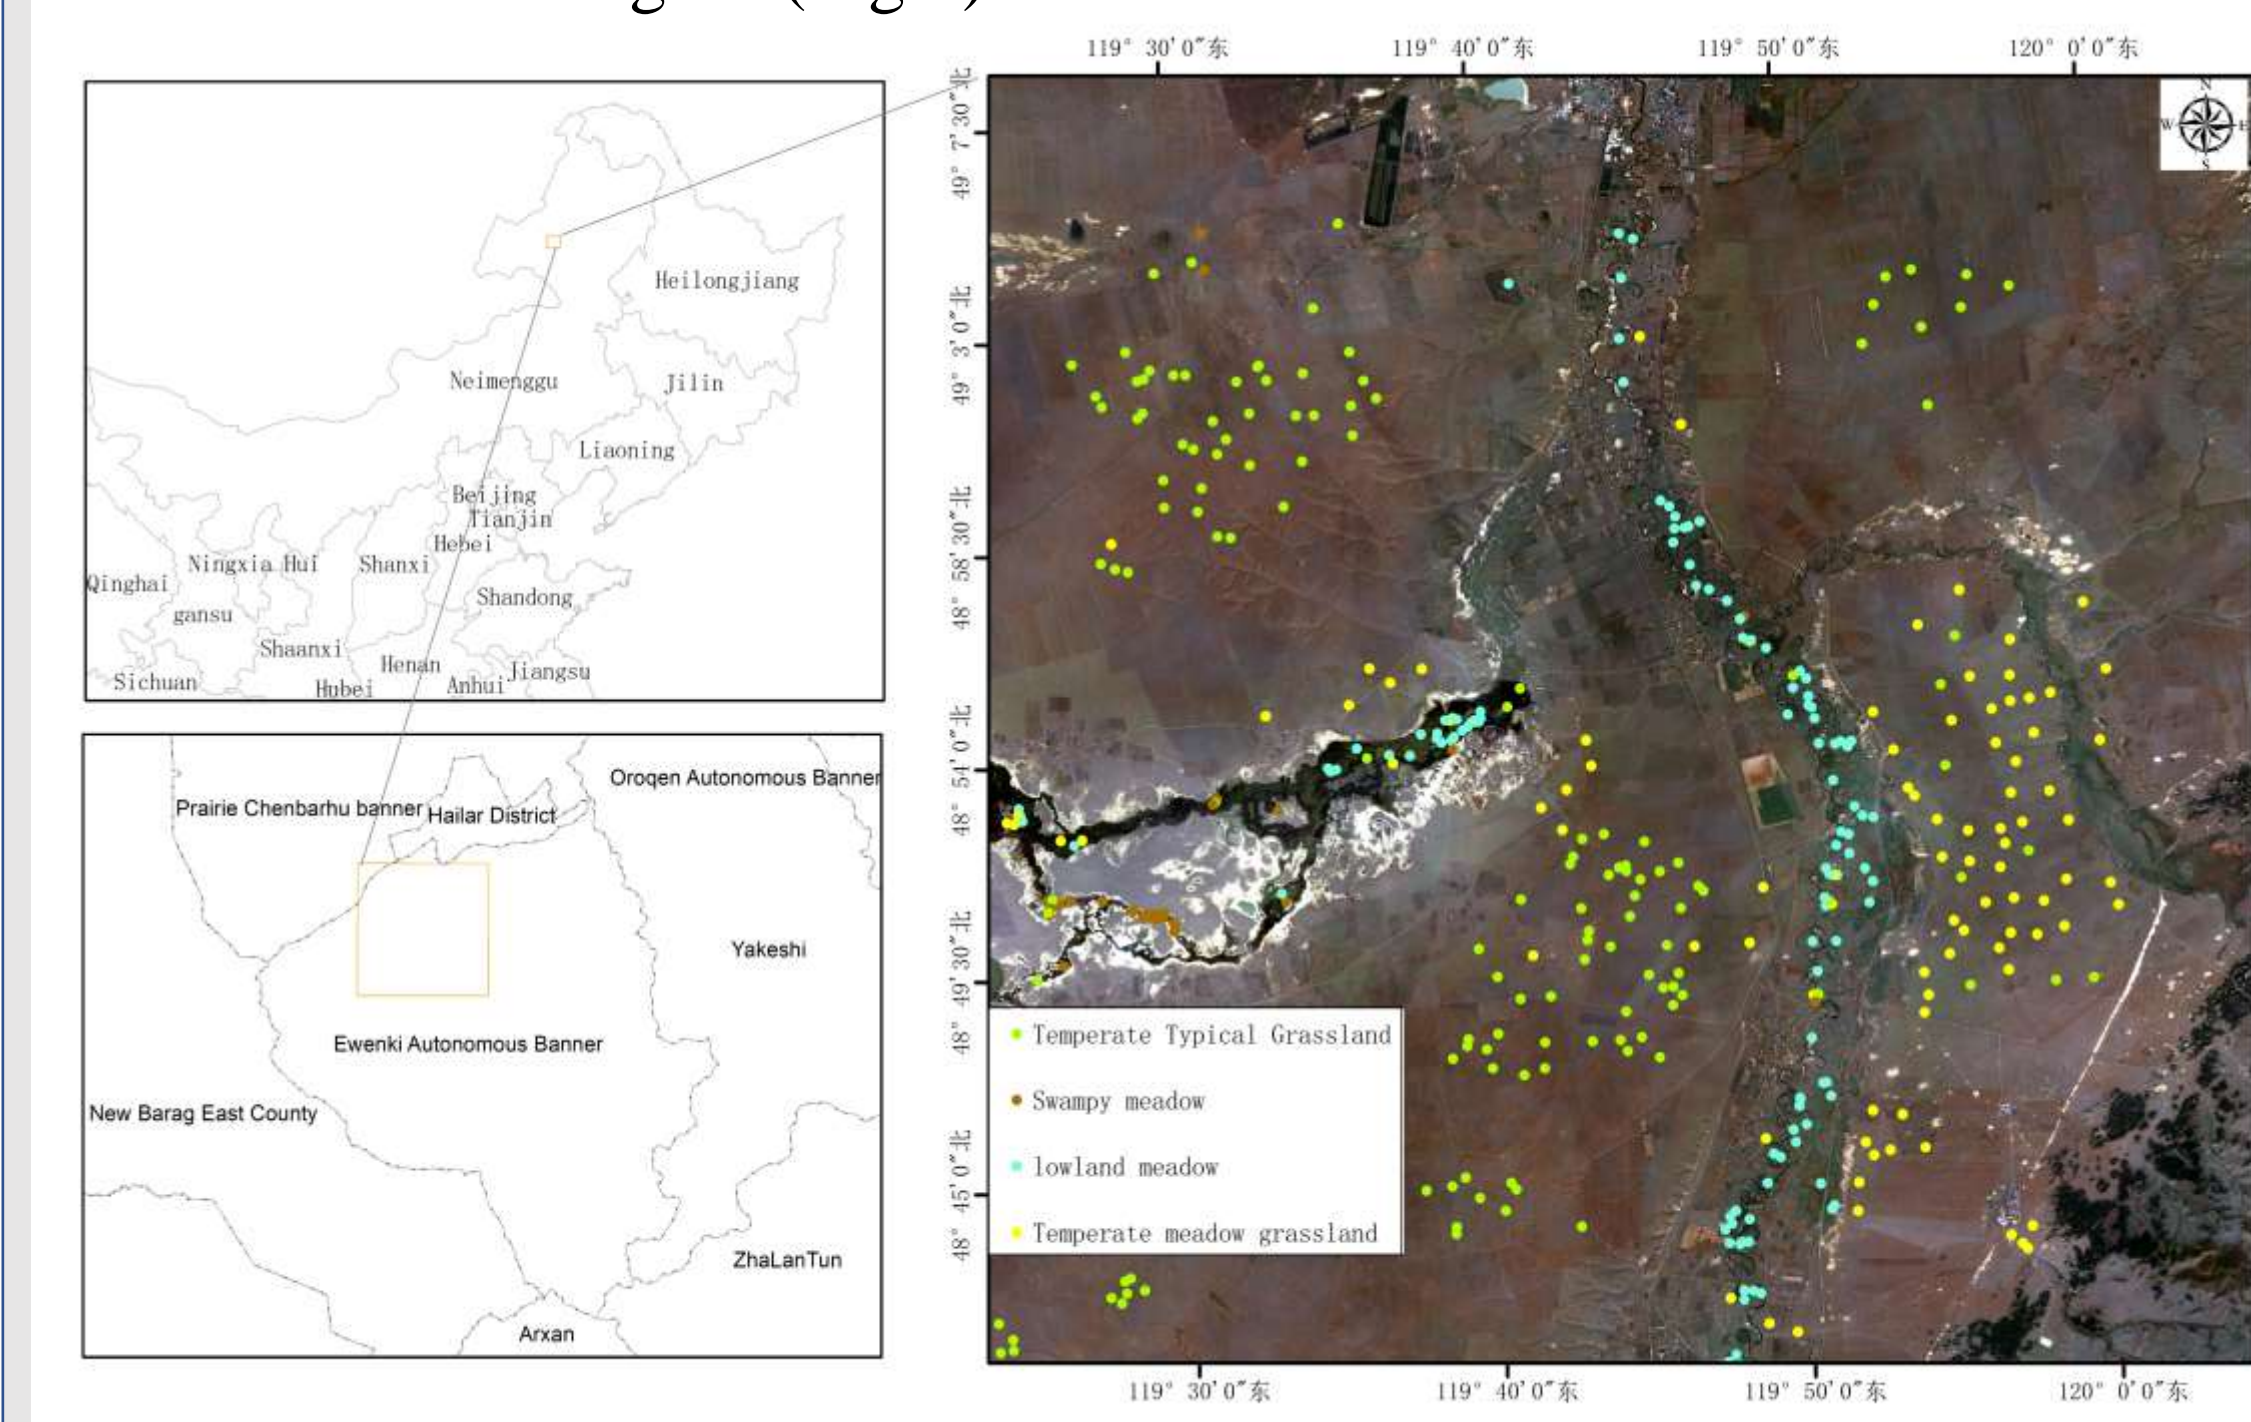 119° 30′0″东
119° 40′0″东
119° 50′0″东
120° 0′0″东
49° 7′30″北
49° 3′0″北
48° 58′30″北
48° 54′0″北
48° 49′30″北
48° 45′0″北
N
W
E
S
Heilongjiang
Neimenggu
Jilin
Liaoning
Beijing
Tianjin
Hebei
Ningxia Hui
Shanxi
Qinghai
gansu
Shandong
Shaanxi
Henan
Jiangsu
Sichuan
Hubei
Anhui
Oroqen Autonomous Banner
Prairie Chenbarhu banner
Hailar District
Yakeshi
Ewenki Autonomous Banner
New Barag East County
ZhaLanTun
Arxan
Temperate Typical Grassland
Swampy meadow
lowland meadow
Temperate meadow grassland
119° 30′0″东
119° 40′0″东
119° 50′0″东
120° 0′0″东